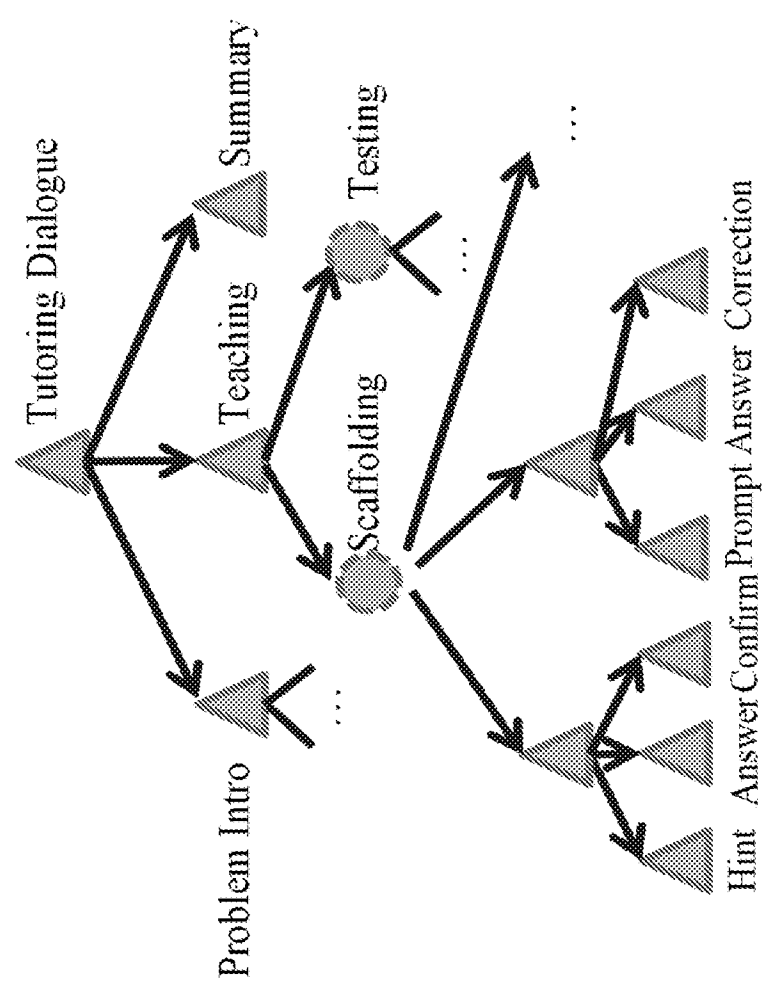 Tutoring Dialogue
Problem Intro
Teaching
Summary
Scaffolding
Testing
...
...
...
Hint
Answer
Confirm
Prompt
Answer
Correction